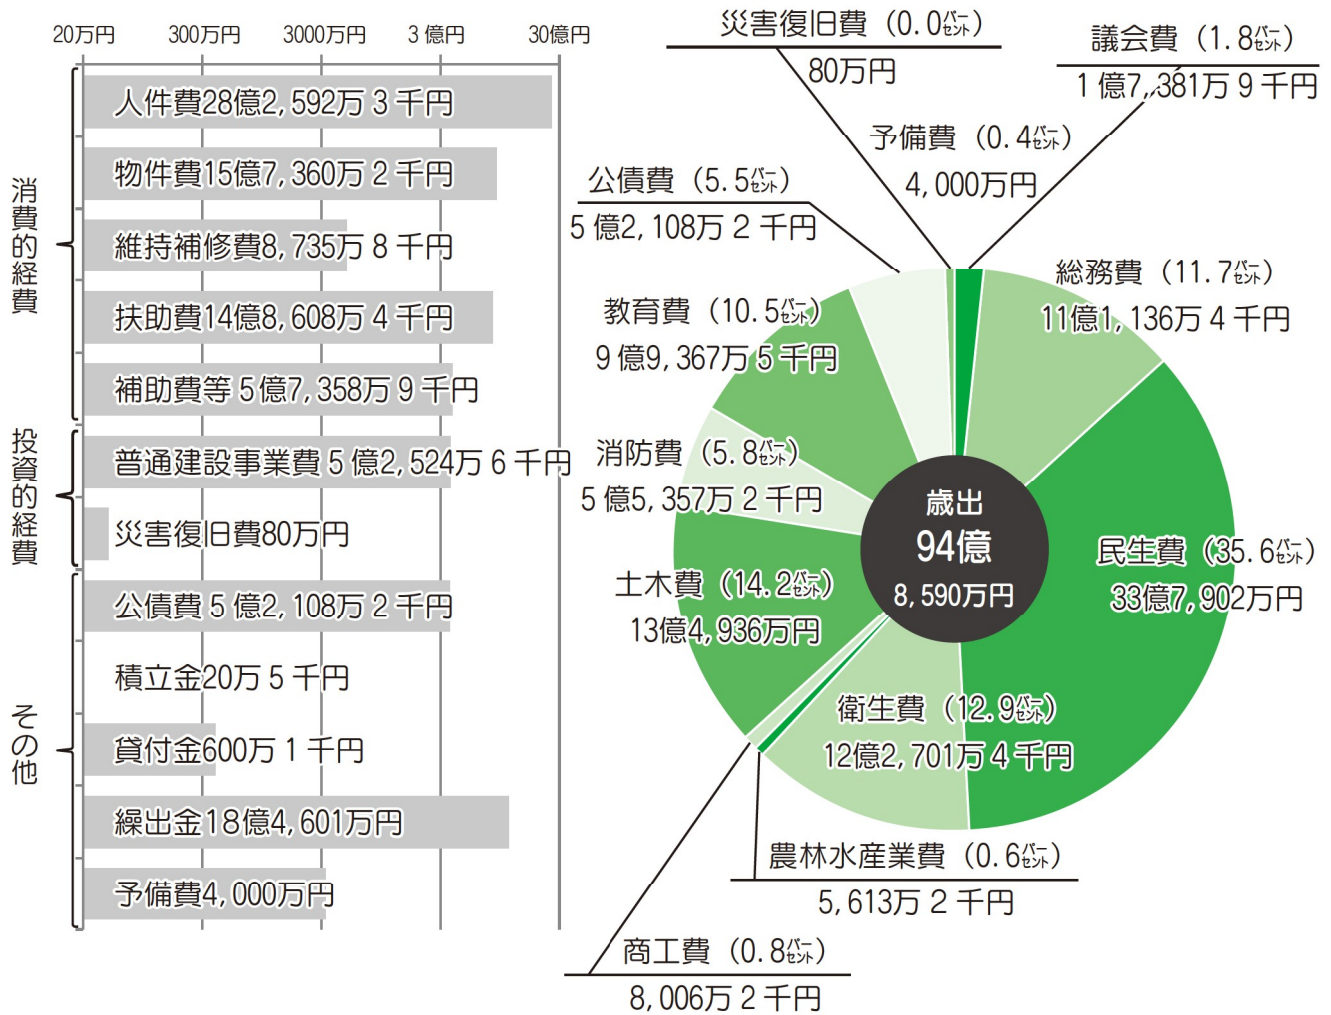 20万円 300万円 3000万円 3億円 30億円
消費的経費
人件費28億2,592万3千円
物件費15億7,360万2千円
維持補修費8,735万8千円
扶助費14億8,608万4千円
補助費等5億7,358万9千円
投資的経費
普通建設事業費5億2,524万6千円
災害復旧費80万円
その他
公債費5億2,108万2千円
積立金20万5千円
貸付金600万1千円
繰出金18億4,601万円
予備費4,000万円
災害復旧費（0.0㌫）
80万円
議会費（1.8㌫）
1億7,381万9千円
予備費（0.4㌫）
4,000万円
公債費（5.5㌫）
5億2,108万2千円
総務費（11.7㌫）
11億1,136万4千円
教育費（10.5㌫）
9億9,367万5千円
消防費（5.8㌫）
5億5,357万2千円
歳出
94億
8,590万円
民生費（35.6㌫）
33億7,902万円
土木費（14.2㌫）
13億4,936万円
衛生費（12.9㌫）
12億2,701万4千円
農林水産業費（0.6㌫）
5,613万2千円
商工費（0.8㌫）
8,006万2千円